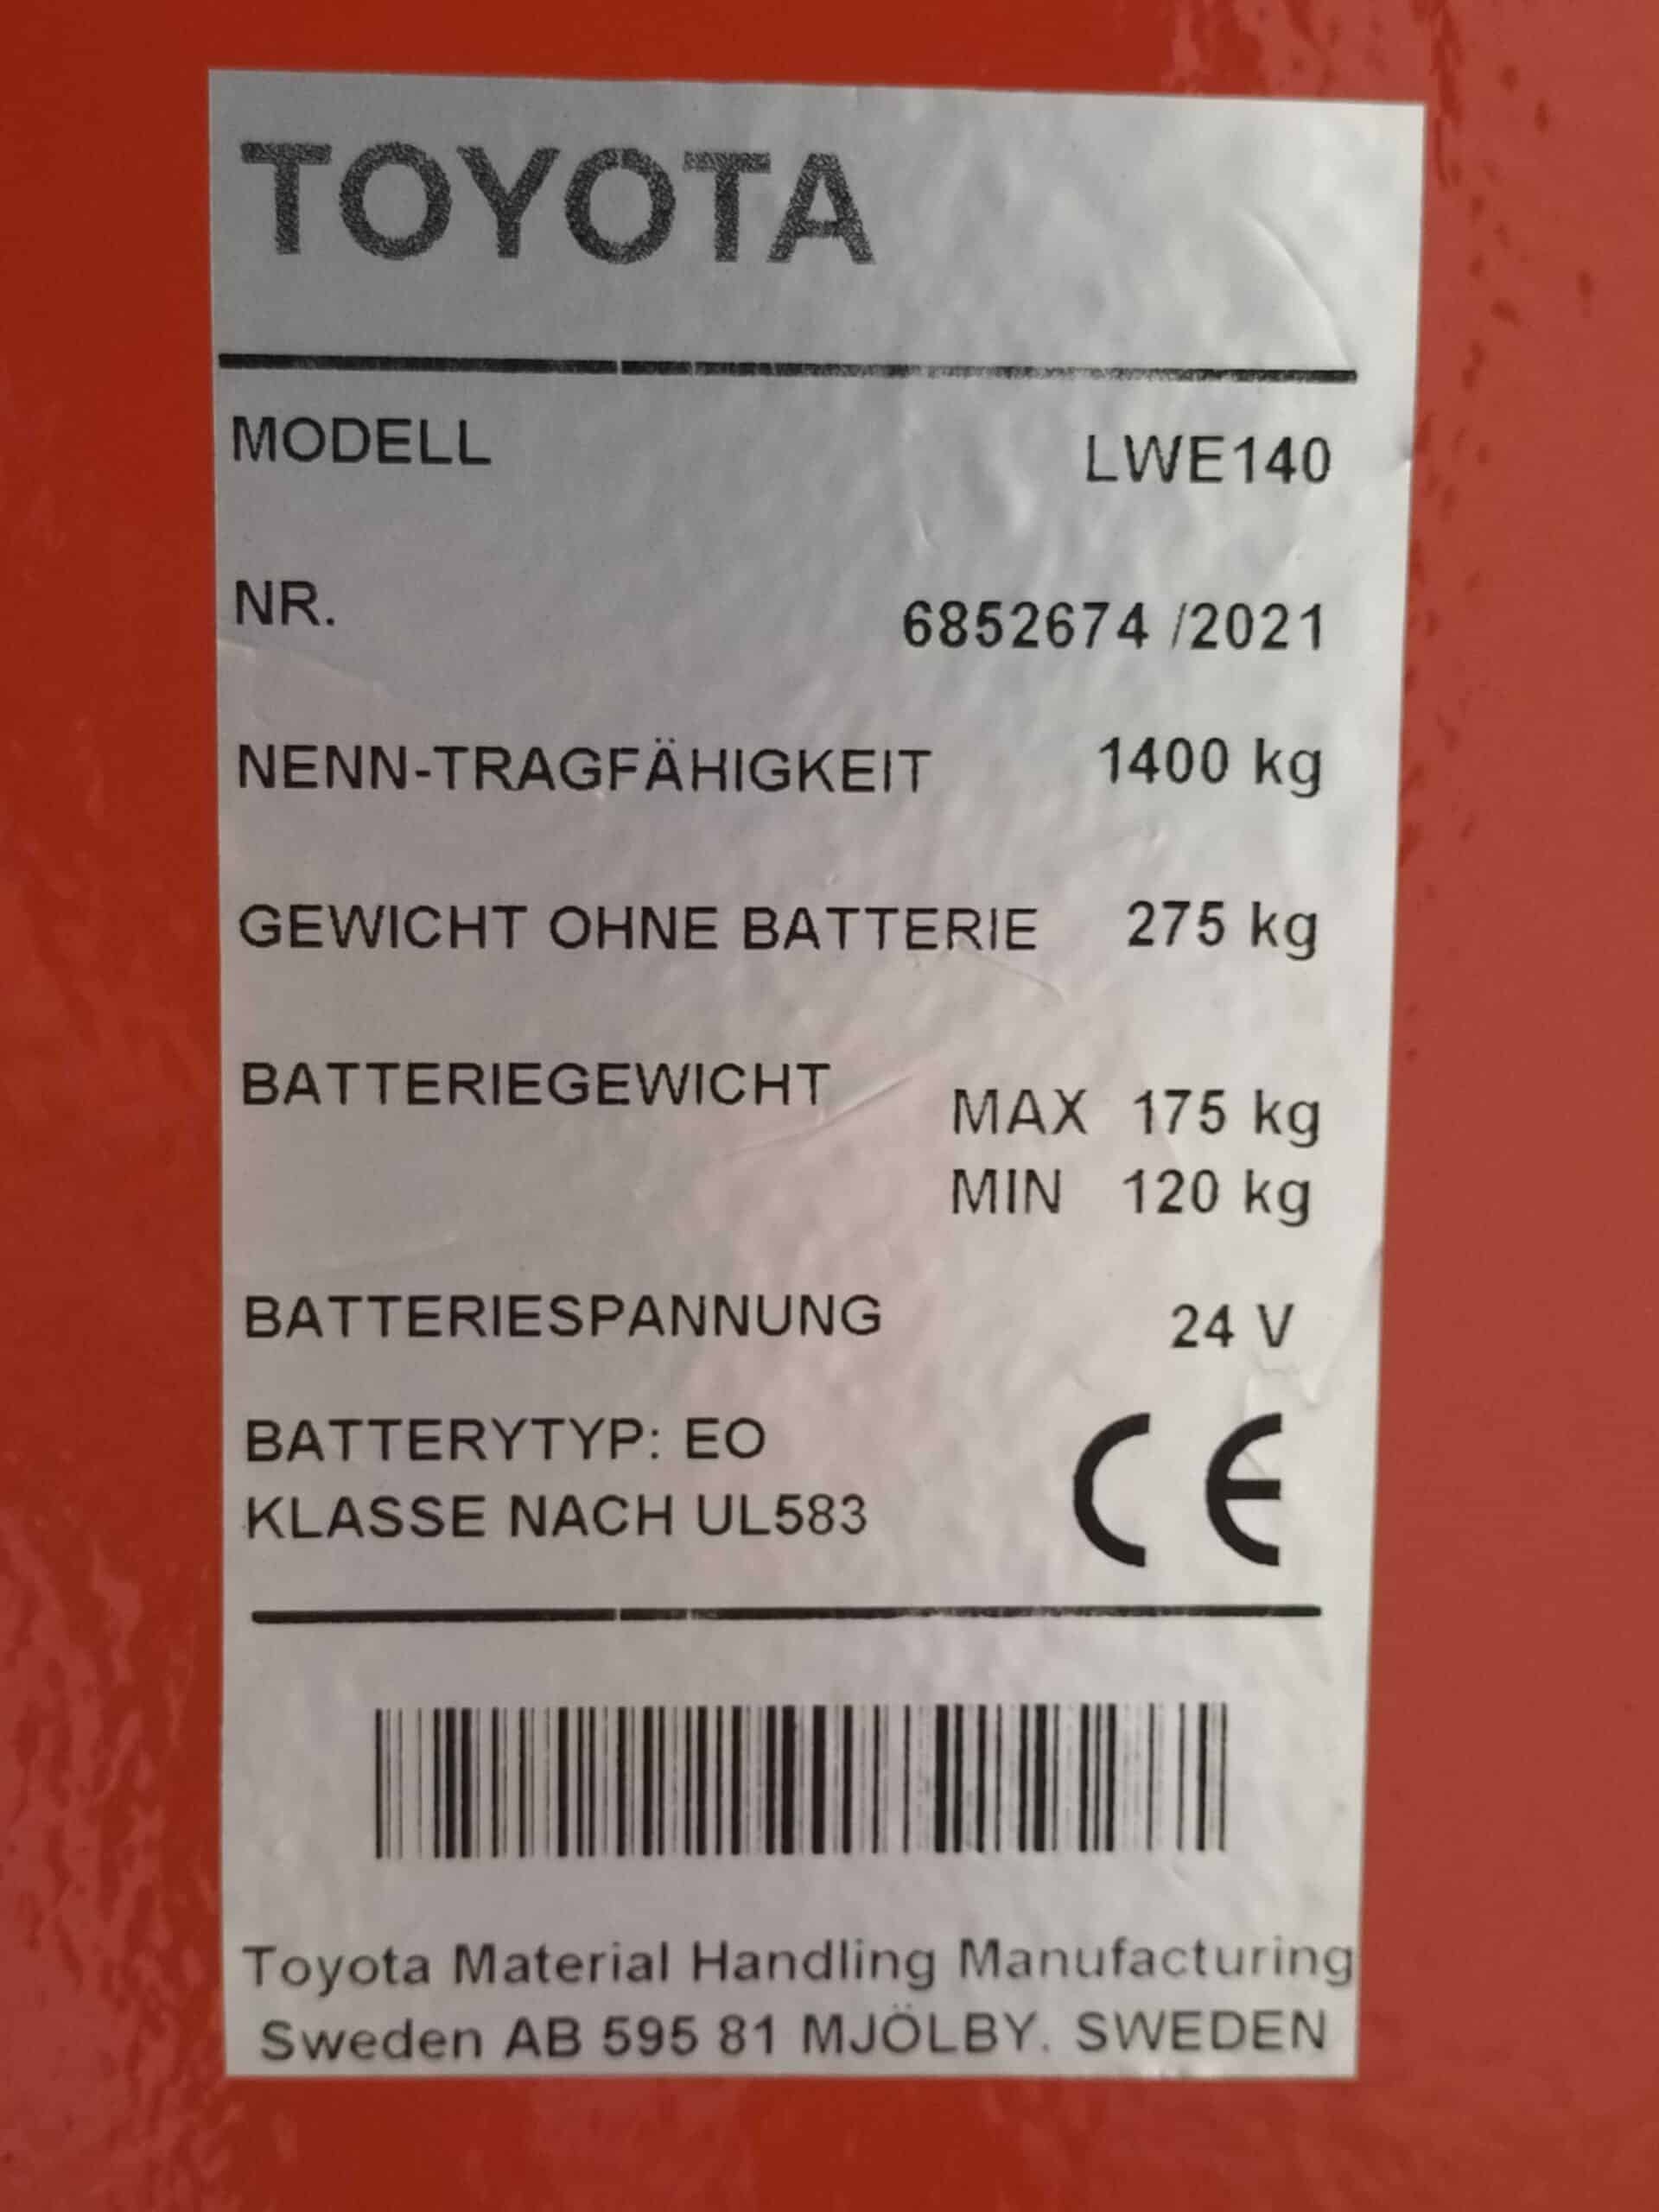 TOYOTA
MODELL LWE140
NR. 6852674 /2021
NENN-TRAGFÄHIGKEIT 1400 kg
GEWICHT OHNE BATTERIE 275 kg
BATTERIEGEWICHT MAX 175 kg
MIN 120 kg
BATTERIESPANNUNG 24 V
BATTERYTYP: EO
KLASSE NACH UL583
CE
Toyota Material Handling Manufacturing
Sweden AB 595 81 MJÖLBY. SWEDEN